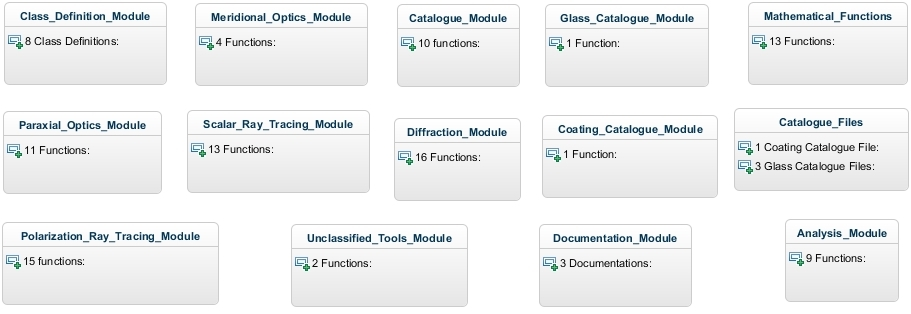 Class_Definition_Module
8 Class Definitions:
Meridional_Optics_Module
4 Functions:
Catalogue_Module
10 functions:
Glass_Catalogue_Module
1 Function:
Mathematical_Functions
13 Functions:
Paraxial_Optics_Module
11 Functions:
Scalar_Ray_Tracing_Module
13 Functions:
Diffraction_Module
16 Functions:
Coating_Catalogue_Module
1 Function:
Catalogue_Files
1 Coating Catalogue File:
3 Glass Catalogue Files:
Polarization_Ray_Tracing_Module
15 functions:
Unclassified_Tools_Module
2 Functions:
Documentation_Module
3 Documentations:
Analysis_Module
9 Functions: